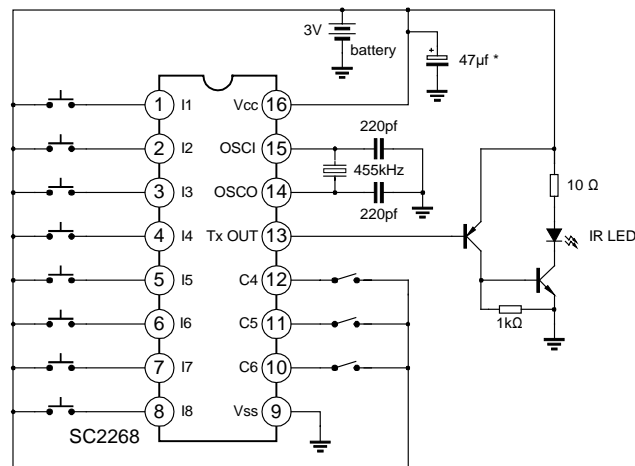 3V
battery
47µf *
1 I1
Vcc 16
220pf
2 I2
OSCI 15
455kHz
3 I3
OSCO 14
220pf
10 Ω
4 I4
Tx OUT 13
IR LED
5 I5
C4 12
1kΩ
6 I6
C5 11
7 I7
C6 10
8 I8
Vss 9
SC2268
+